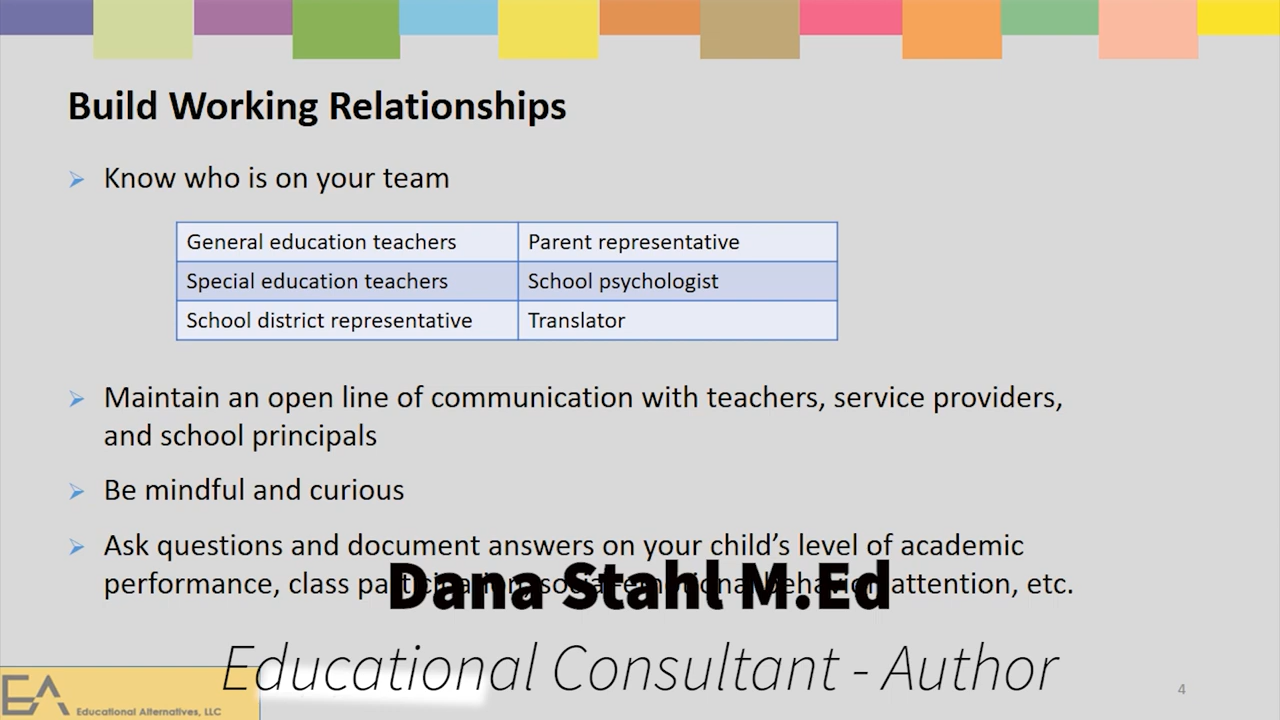 Build Working Relationships
Know who is on your team
General education teachers Parent representative
Special education teachers School psychologist
School district representative Translator
Maintain an open line of communication with teachers, service providers,
and school principals
Be mindful and curious
Ask questions and document answers on your child's level of academic
performance, class participation, social-emotional, behavior, attention, etc.
Dana Stahl M.Ed
Educational Consultant - Author
EA
Educational Alternatives, LLC
4